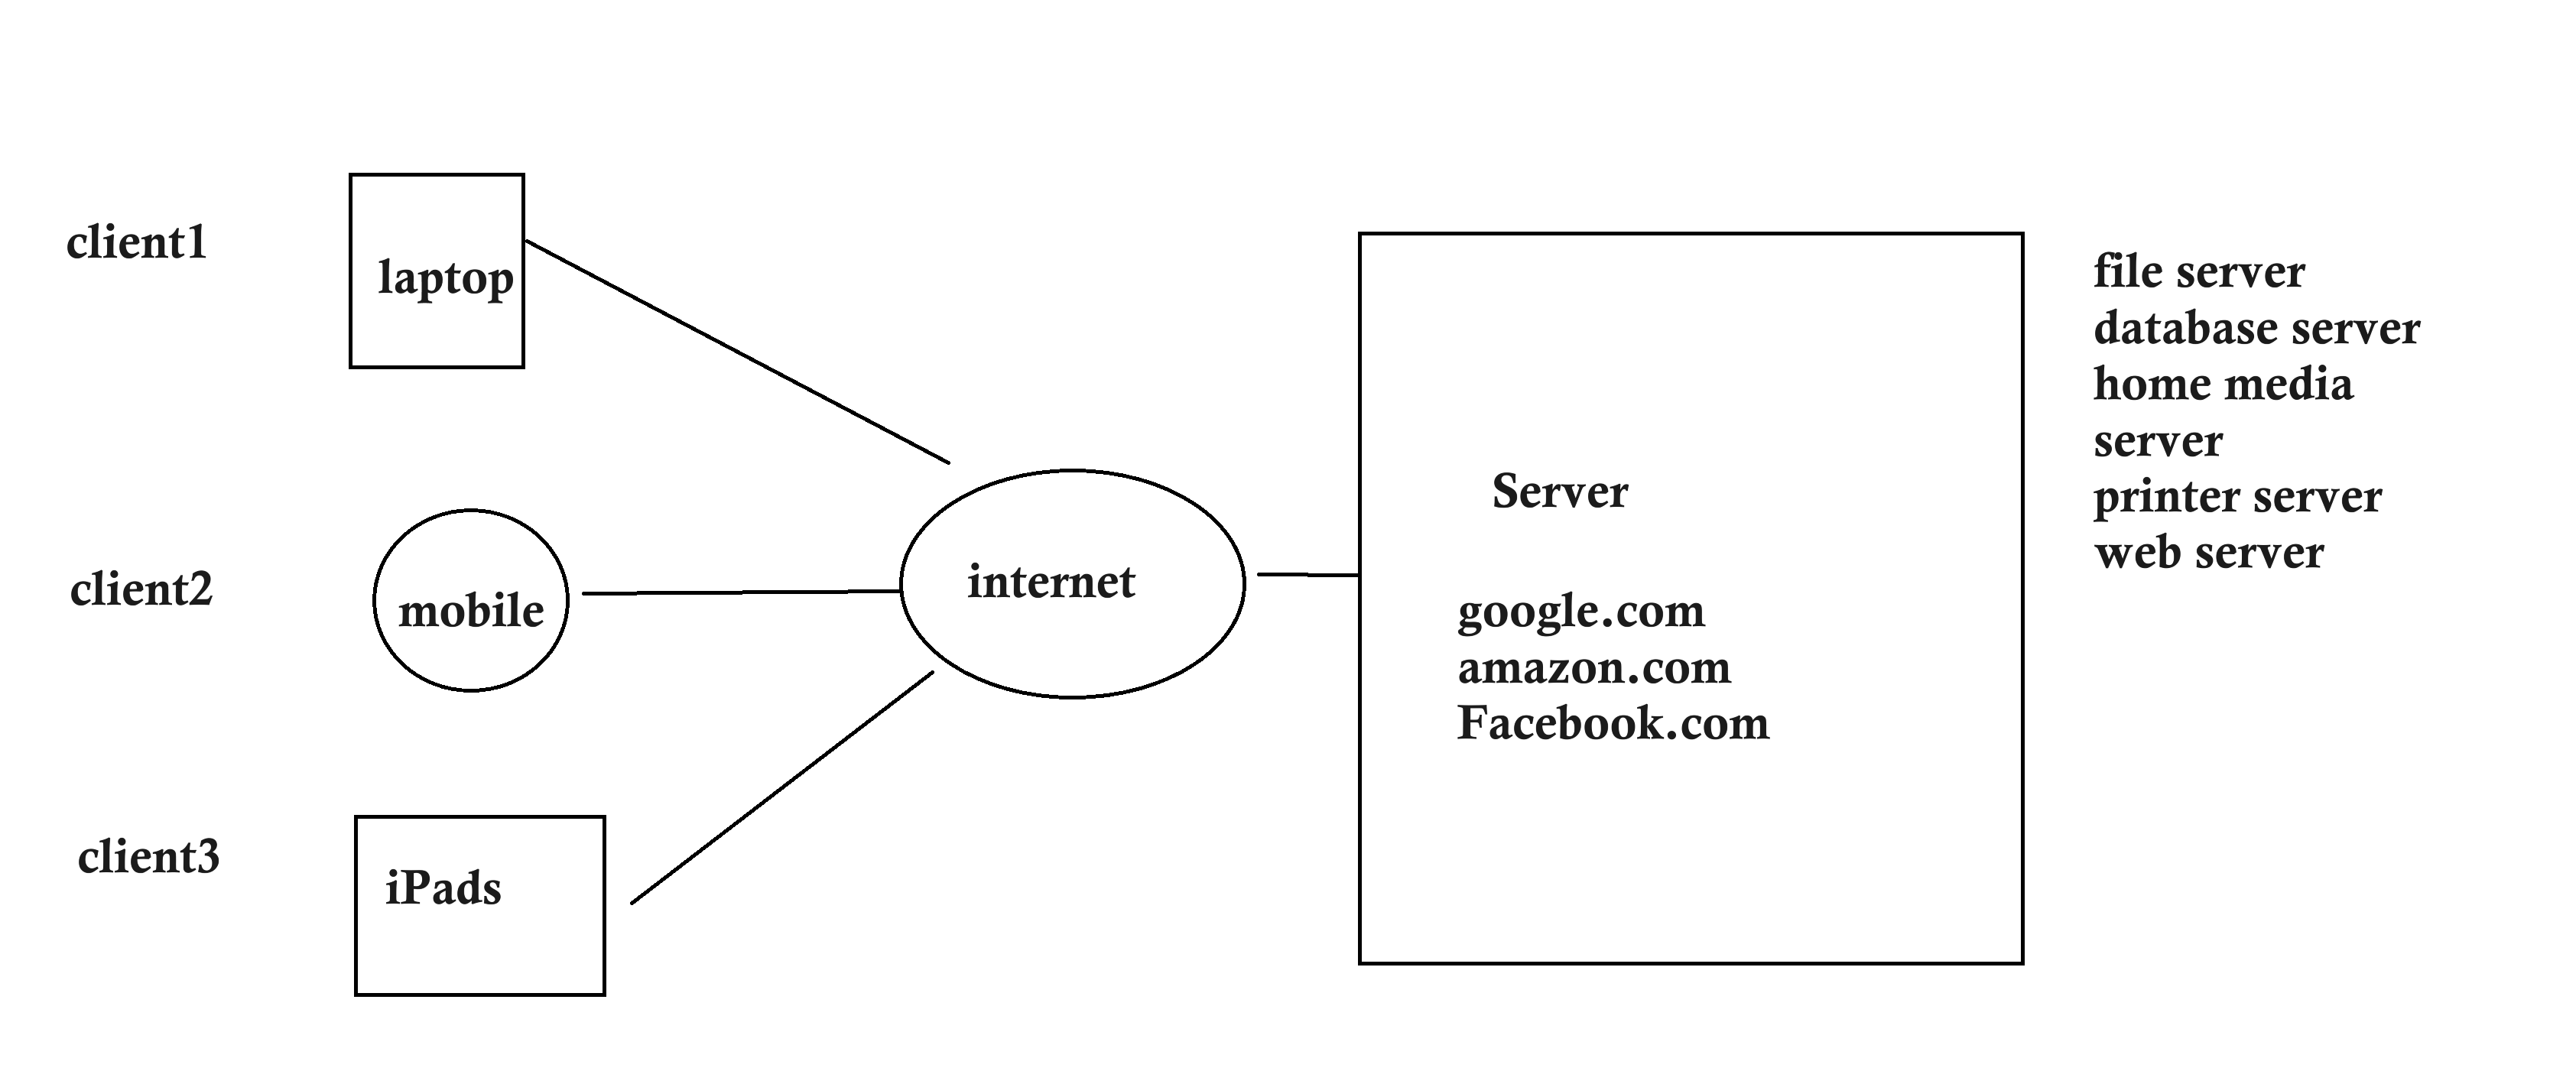 client1
laptop
client2
mobile
client3
iPads
internet
Server
google.com
amazon.com
Facebook.com
file server
database server
home media
server
printer server
web server